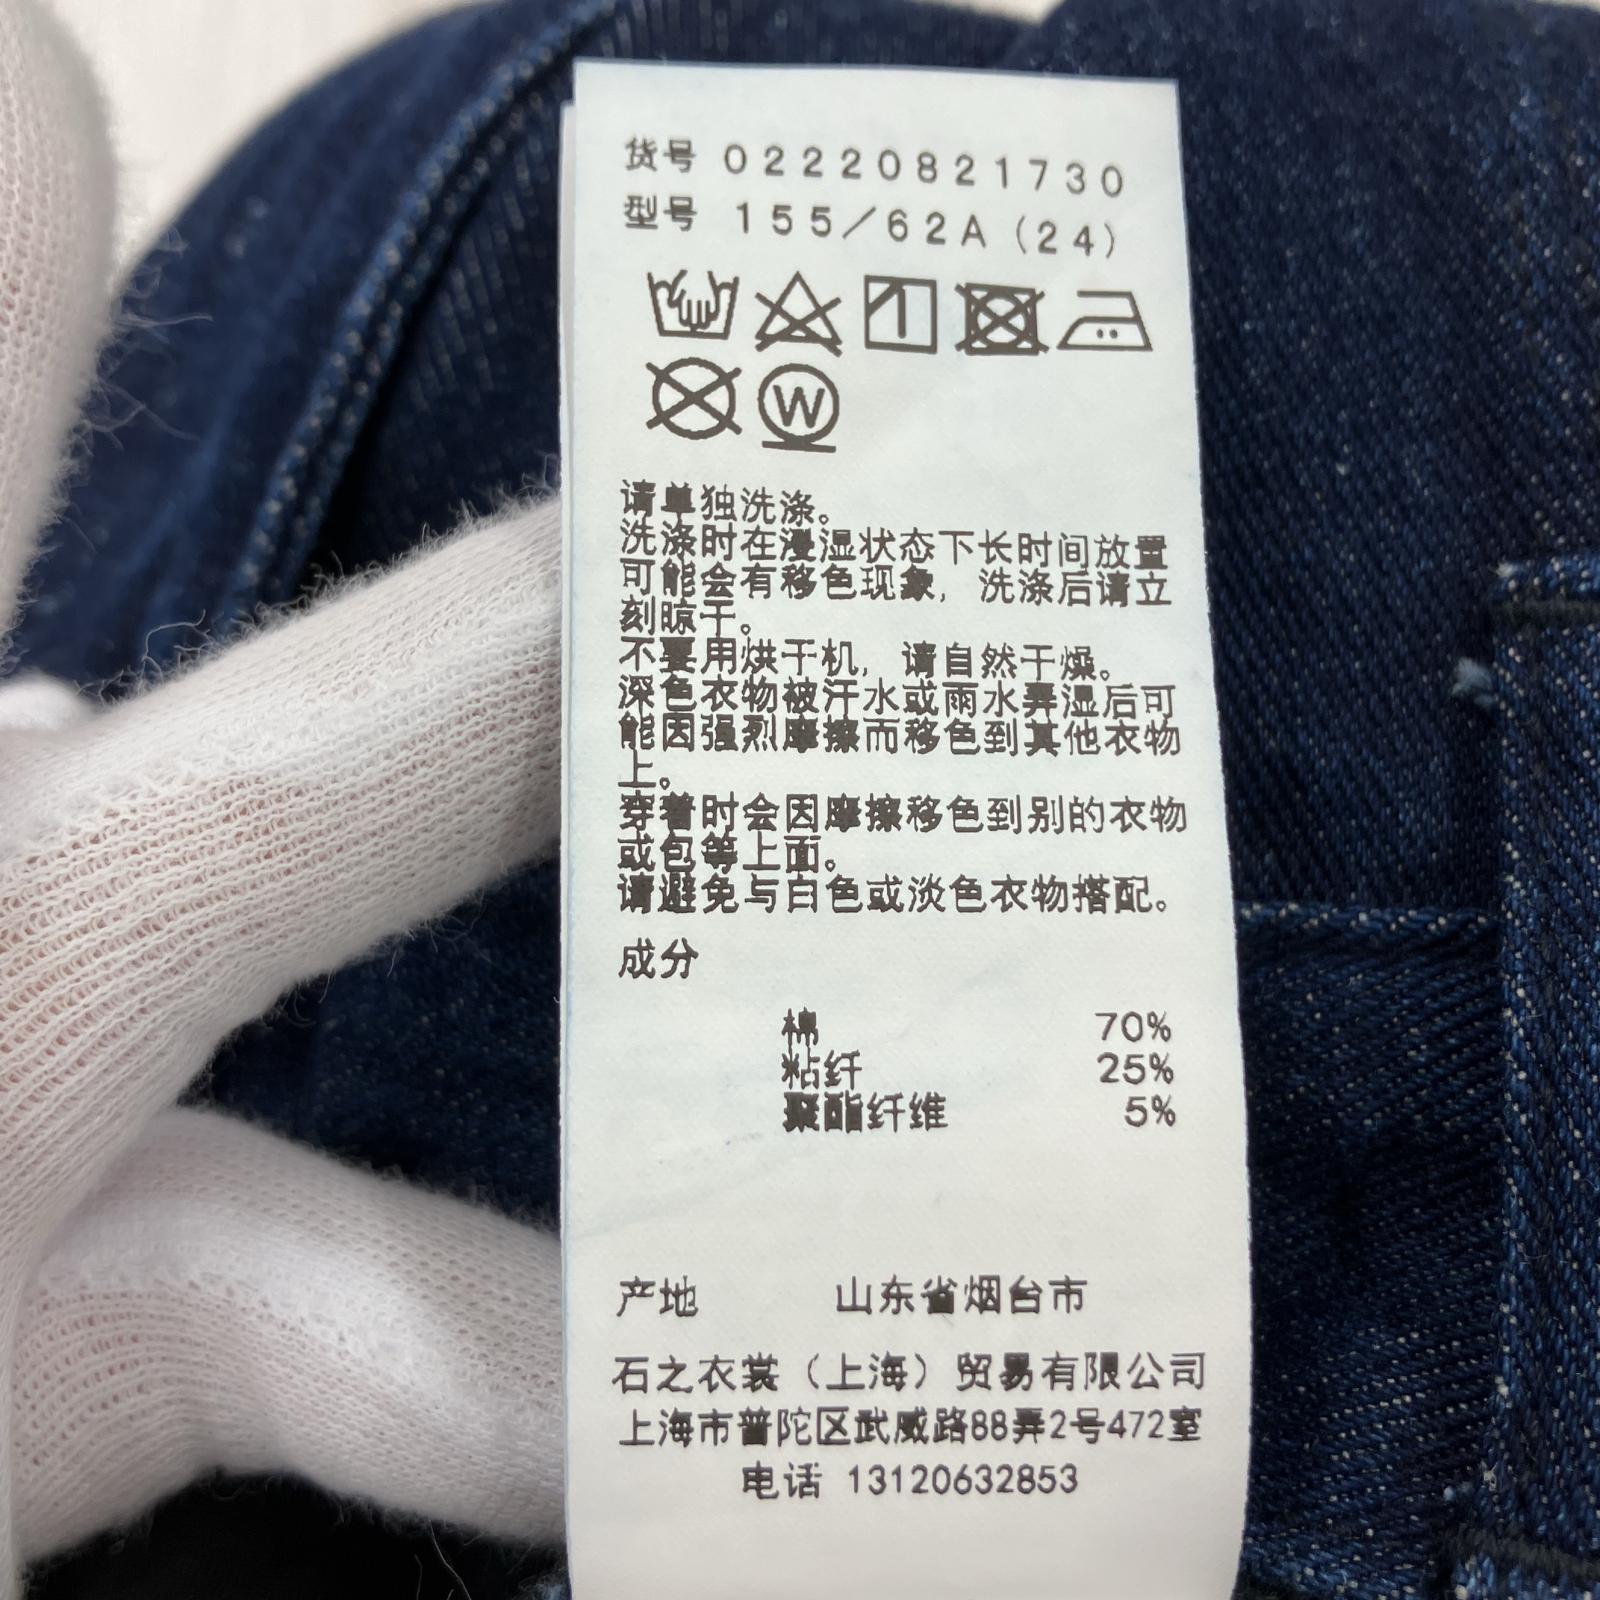 货号 02220821730
型号 155/62A(24)
W
请单独洗涤。
洗涤时在浸湿状态下长时间放置
可能会有移色现象，洗涤后请立
刻晾干。
不要用烘干机，请自然干燥。
深色衣物被汗水或雨水弄湿后可
能因强烈摩擦而移色到其他衣物
上。
穿着时会因摩擦移色到别的衣物
或包等上面。
请避免与白色或淡色衣物搭配。
成分
棉 70%
粘纤 25%
聚酯纤维 5%
产地 山东省烟台市
石之衣裳（上海）贸易有限公司
上海市普陀区武威路88弄2号472室
电话 13120632853